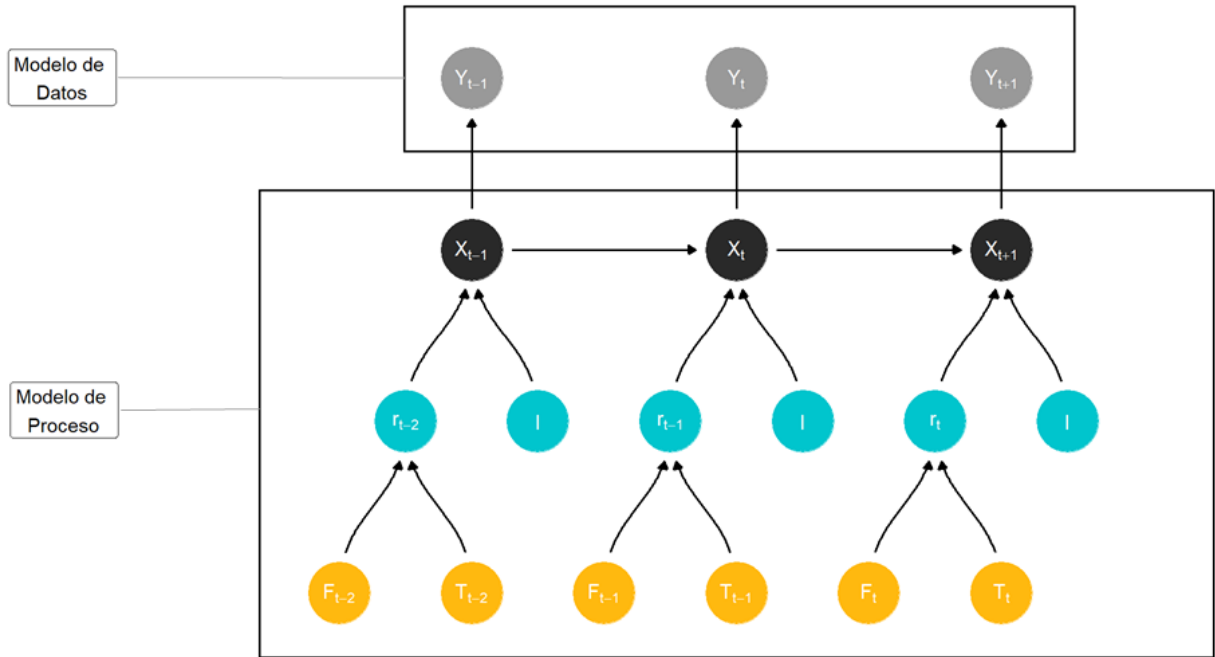 Modelo de
Datos
Y_{t−1} Y_t Y_{t+1}
X_{t−1} X_t X_{t+1}
Modelo de
Proceso
r_{t−2} I r_{t−1} I r_t I
F_{t−2} T_{t−2} F_{t−1} T_{t−1} F_t T_t